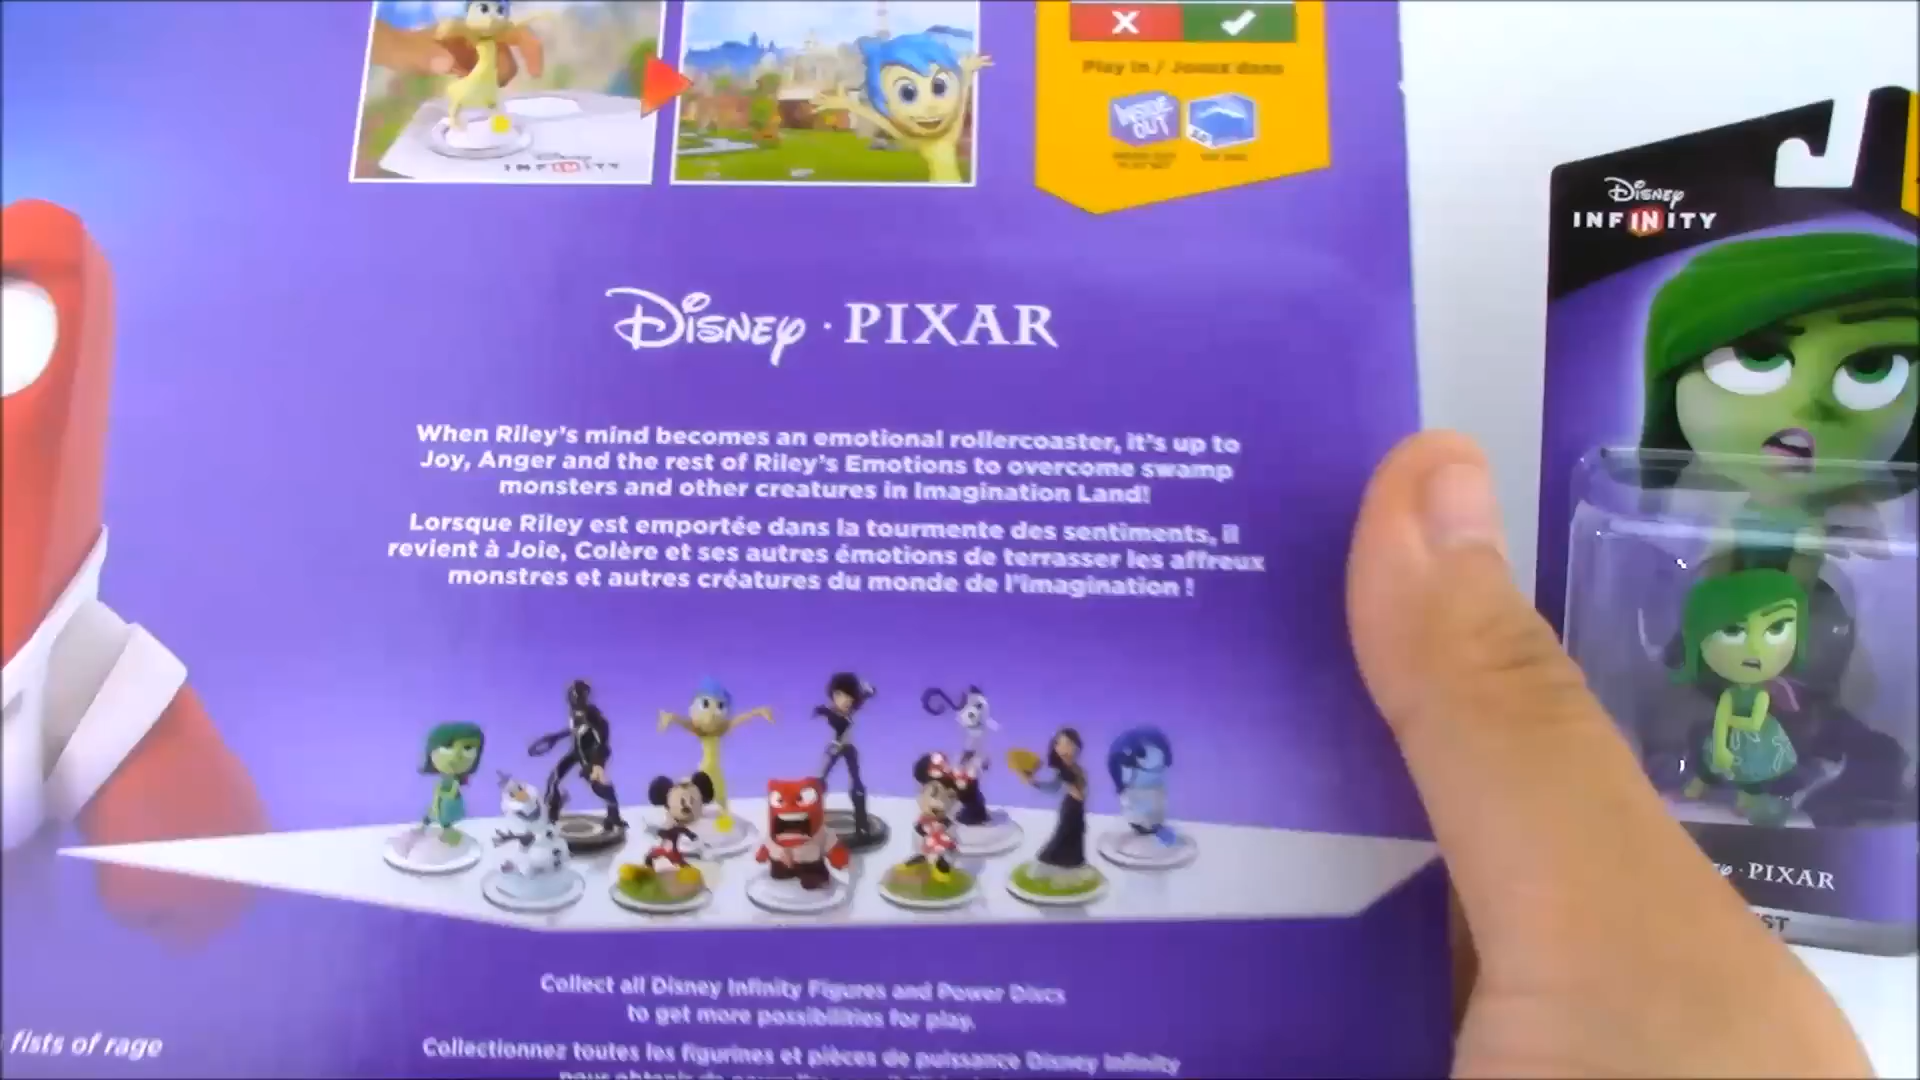 Play in / Jouez dans
INSIDE OUT
3.0
Disney INFINITY
Disney · PIXAR
When Riley's mind becomes an emotional rollercoaster, it's up to
Joy, Anger and the rest of Riley's Emotions to overcome swamp
monsters and other creatures in Imagination Land!
Lorsque Riley est emportée dans la tourmente des sentiments, il
revient à Joie, Colère et ses autres émotions de terrasser les affreux
monstres et autres créatures du monde de l'imagination !
Collect all Disney Infinity Figures and Power Discs
to get more possibilities for play.
Collectionnez toutes les figurines et pièces de puissance Disney Infinity
fists of rage
Disney
INFINITY
· PIXAR
ST